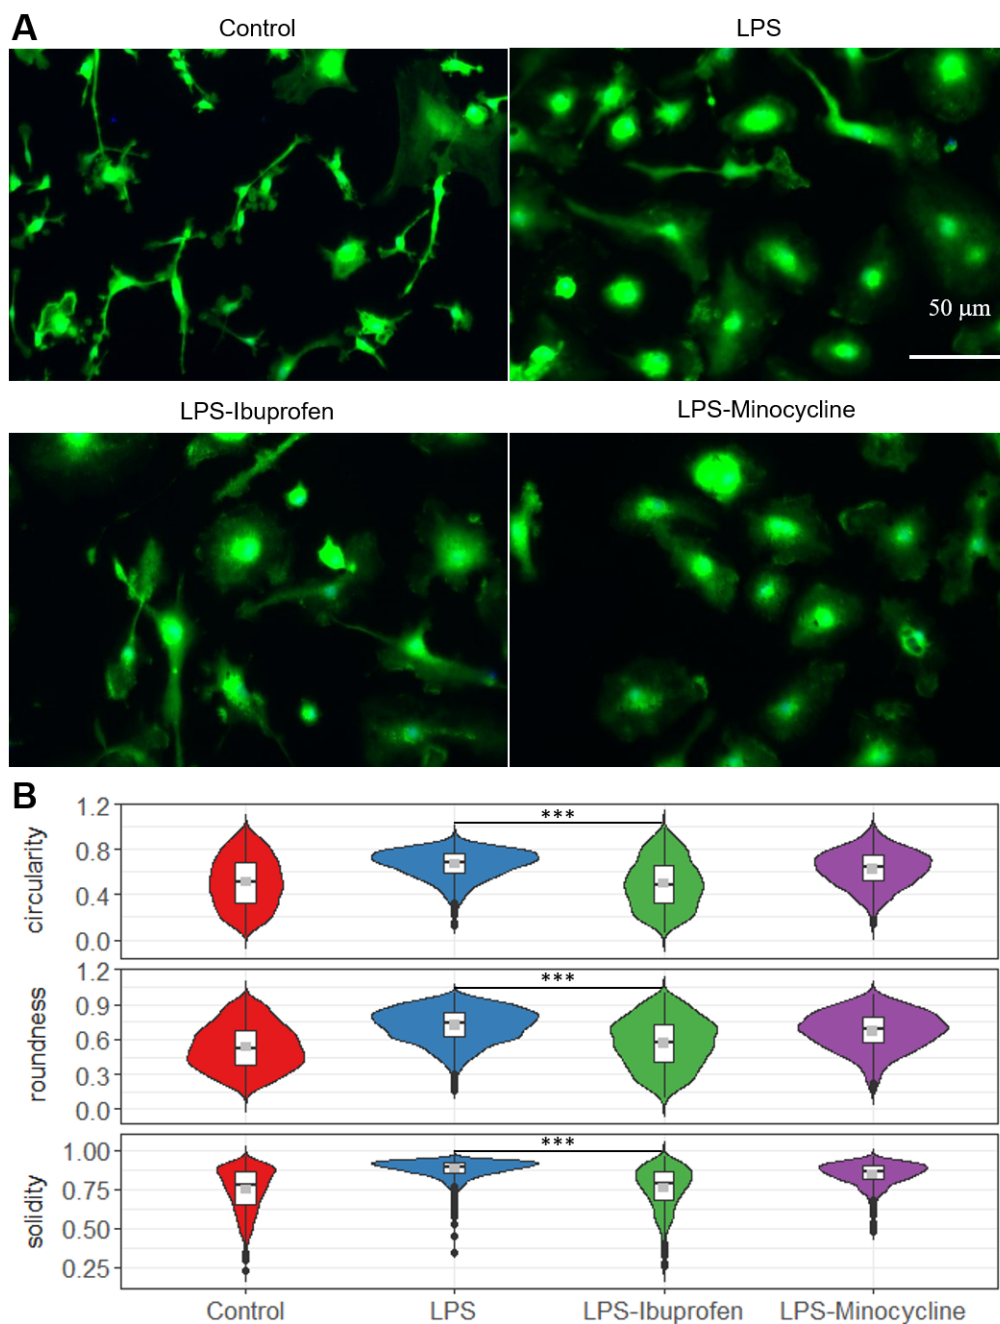 A
Control
LPS
50 μm
LPS-Ibuprofen
LPS-Minocycline
B
circularity
1.2
0.8
0.4
0.0
***
roundness
1.2
0.9
0.6
0.3
0.0
***
solidity
1.00
0.75
0.50
0.25
***
Control
LPS
LPS-Ibuprofen
LPS-Minocycline